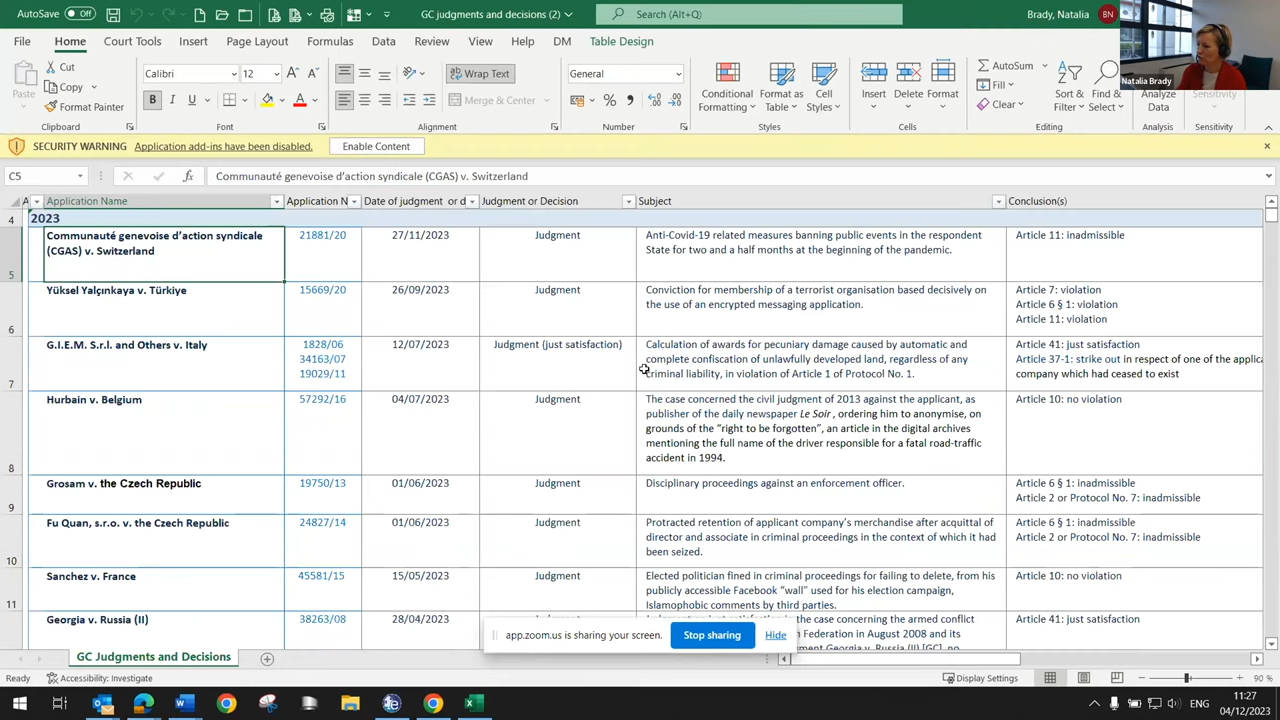 AutoSave Off
GC judgments and decisions (2)
Search (Alt+Q)
Brady, Natalia BN
File Home Court Tools Insert Page Layout Formulas Data Review View Help DM Table Design
Natalia Brady
Paste
Cut
Copy
Format Painter
Clipboard
Calibri 12
B I U
Font
Wrap Text
Merge & Center
Alignment
General
Number
Conditional Formatting
Format as Table
Cell Styles
Styles
Insert Delete Format
Cells
AutoSum
Fill
Clear
Sort & Filter
Find & Select
Editing
Analyze Data
Analysis
Sensitivity
Sensitivity
SECURITY WARNING Application add-ins have been disabled. Enable Content
C5 fx Communauté genevoise d’action syndicale (CGAS) v. Switzerland
A Application Name Application N Date of judgment or d Judgment or Decision Subject Conclusion(s)
4 2023
Communauté genevoise d’action syndicale 21881/20 27/11/2023 Judgment Anti-Covid-19 related measures banning public events in the respondent Article 11: inadmissible
(CGAS) v. Switzerland State for two and a half months at the beginning of the pandemic.
5
Yüksel Yalçınkaya v. Türkiye 15669/20 26/09/2023 Judgment Conviction for membership of a terrorist organisation based decisively on Article 7: violation
the use of an encrypted messaging application. Article 6 § 1: violation
Article 11: violation
6
G.I.E.M. S.r.l. and Others v. Italy 1828/06 12/07/2023 Judgment (just satisfaction) Calculation of awards for pecuniary damage caused by automatic and Article 41: just satisfaction
34163/07 complete confiscation of unlawfully developed land, regardless of any Article 37-1: strike out in respect of one of the applica
19029/11 criminal liability, in violation of Article 1 of Protocol No. 1. company which had ceased to exist
7
Hurbain v. Belgium 57292/16 04/07/2023 Judgment The case concerned the civil judgment of 2013 against the applicant, as Article 10: no violation
publisher of the daily newspaper Le Soir , ordering him to anonymise, on
grounds of the “right to be forgotten”, an article in the digital archives
mentioning the full name of the driver responsible for a fatal road-traffic
accident in 1994.
8
Grosam v. the Czech Republic 19750/13 01/06/2023 Judgment Disciplinary proceedings against an enforcement officer. Article 6 § 1: inadmissible
Article 2 or Protocol No. 7: inadmissible
9
Fu Quan, s.r.o. v. the Czech Republic 24827/14 01/06/2023 Judgment Protracted retention of applicant company’s merchandise after acquittal of Article 6 § 1: inadmissible
director and associate in criminal proceedings in the context of which it had Article 2 or Protocol No. 7: inadmissible
been seized.
10
Sanchez v. France 45581/15 15/05/2023 Judgment Elected politician fined in criminal proceedings for failing to delete, from his Article 10: no violation
publicly accessible Facebook “wall” used for his election campaign,
11 Islamophobic comments by third parties.
Georgia v. Russia (II) 38263/08 28/04/2023 the case concerning the armed conflict Article 41: just satisfaction
Federation in August 2008 and its
Georgia v. Russia (II) [GC], no
app.zoom.us is sharing your screen. Stop sharing Hide
GC Judgments and Decisions
Ready Accessibility: Investigate Display Settings 90 %
ENG
11:27
04/12/2023